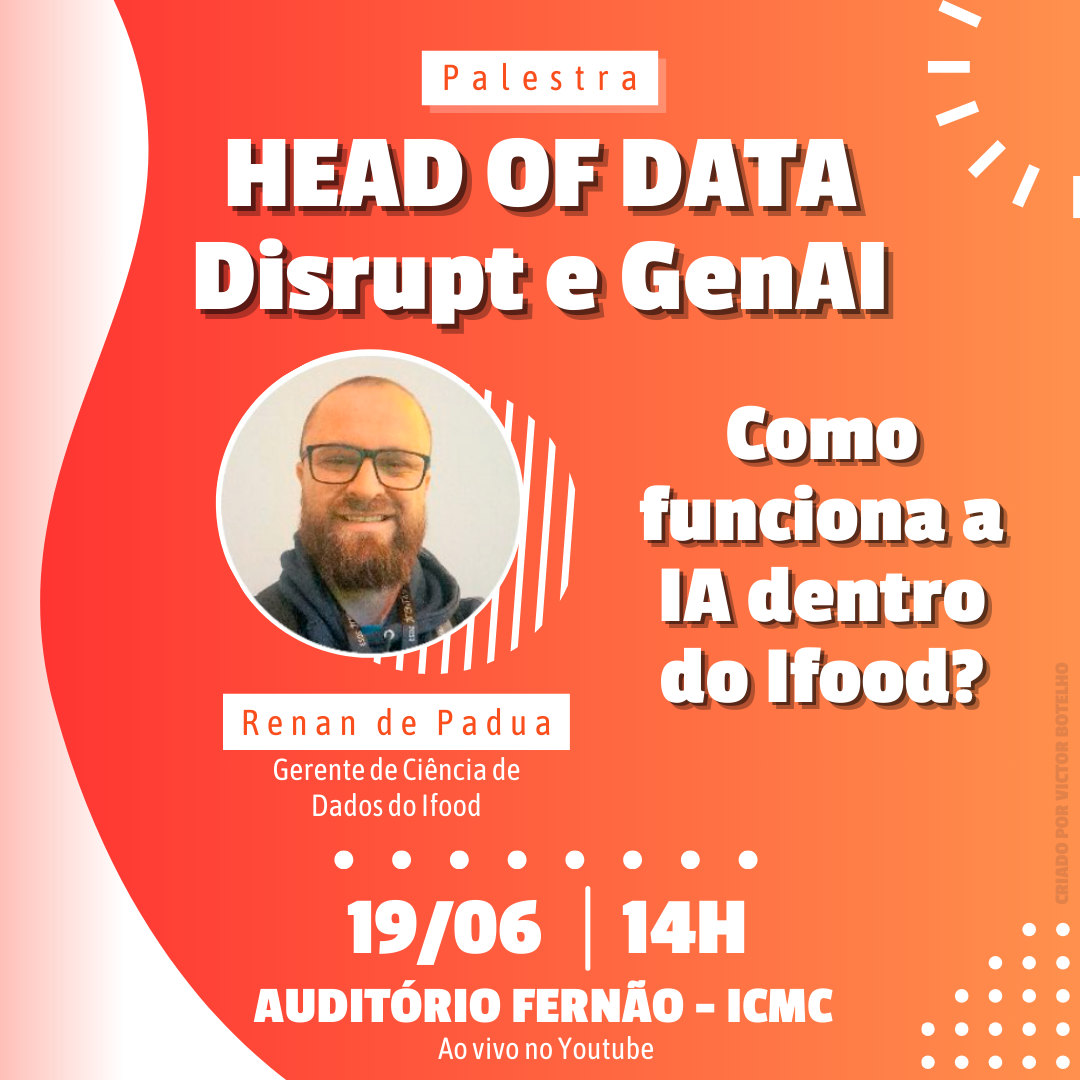 Palestra
HEAD OF DATA
Disrupt e GenAI
Como
funciona a
IA dentro
do Ifood?
Renan de Padua
Gerente de Ciência de
Dados do Ifood
19/06
14H
AUDITÓRIO FERNÃO - ICMC
Ao vivo no Youtube
CRIADO POR VICTOR BOTELHO